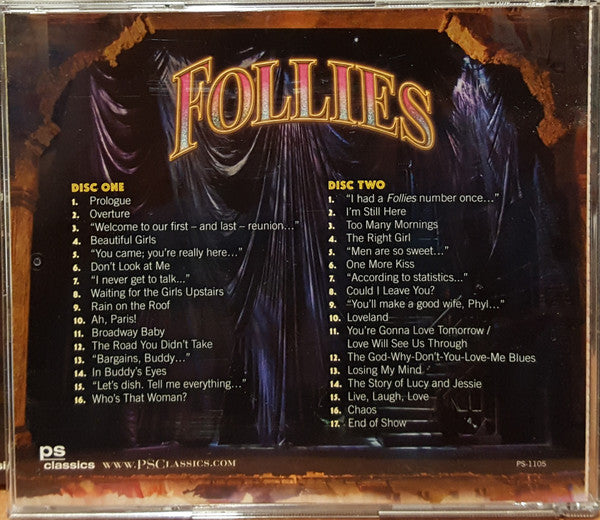 FOLLIES
DISC ONE
1. Prologue
2. Overture
3. “Welcome to our first – and last – reunion...”
4. Beautiful Girls
5. “You came; you're really here...”
6. Don't Look at Me
7. “I never get to talk...”
8. Waiting for the Girls Upstairs
9. Rain on the Roof
10. Ah, Paris!
11. Broadway Baby
12. The Road You Didn't Take
13. “Bargains, Buddy...”
14. In Buddy's Eyes
15. “Let's dish. Tell me everything...”
16. Who's That Woman?
DISC TWO
1. “I had a Follies number once...”
2. I'm Still Here
3. Too Many Mornings
4. The Right Girl
5. “Men are so sweet...”
6. One More Kiss
7. “According to statistics...”
8. Could I Leave You?
9. “You'll make a good wife, Phyl...”
10. Loveland
11. You're Gonna Love Tomorrow /
Love Will See Us Through
12. The God-Why-Don't-You-Love-Me Blues
13. Losing My Mind
14. The Story of Lucy and Jessie
15. Live, Laugh, Love
16. Chaos
17. End of Show
ps
classics
www.PSClassics.com
PS-1105